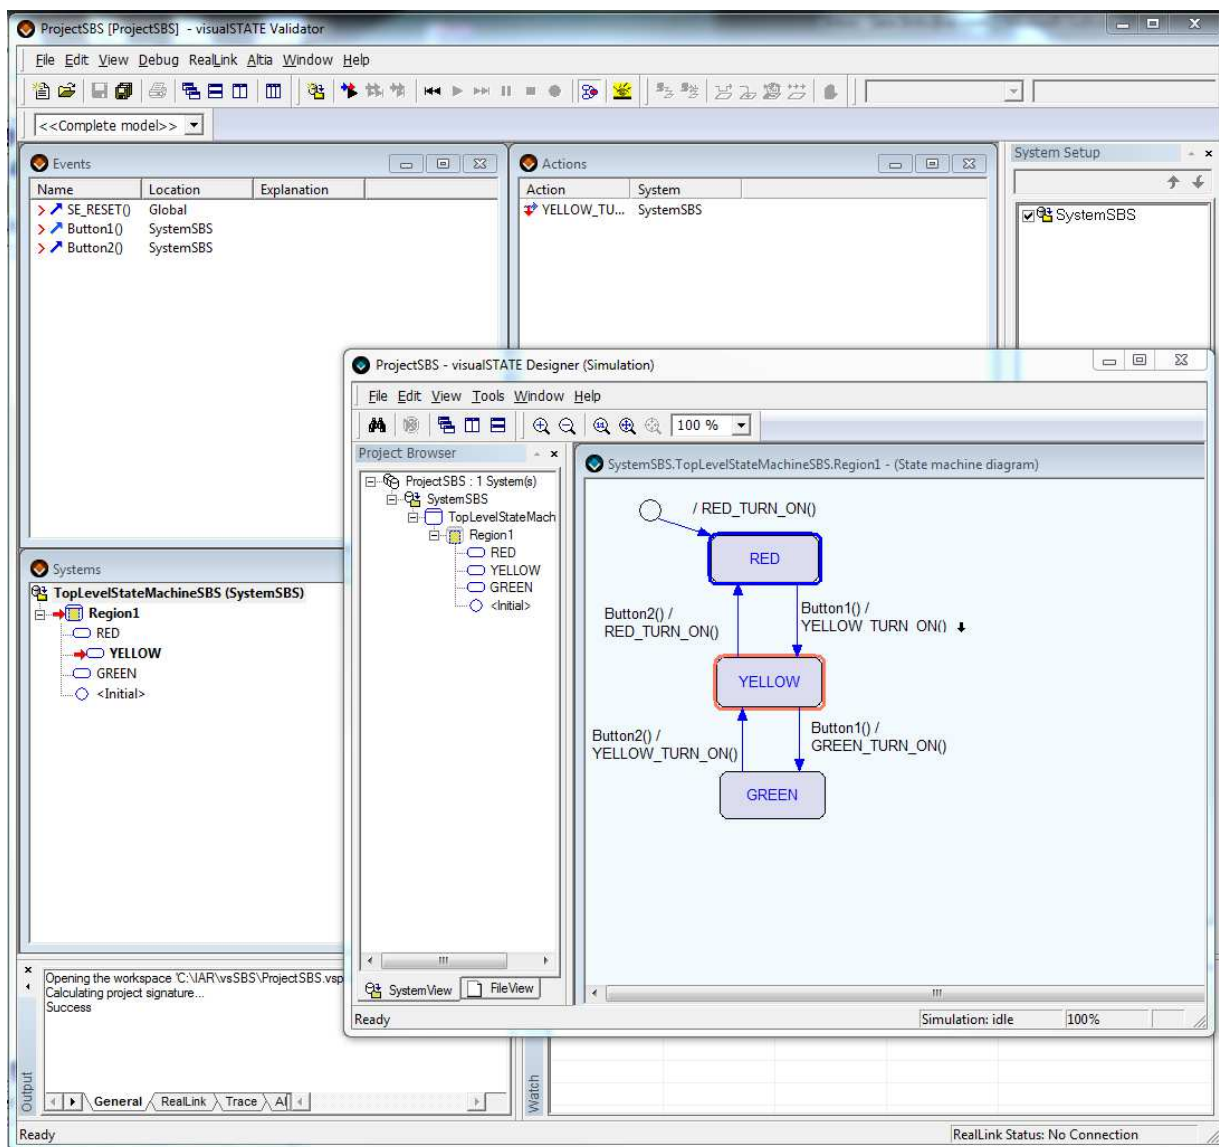 ProjectSBS [ProjectSBS] - visualSTATE Validator
File Edit View Debug RealLink Altia Window Help
<<Complete model>>
Events
Name Location Explanation
SE_RESET() Global
Button1() SystemSBS
Button2() SystemSBS
Actions
Action System
YELLOW_TU... SystemSBS
System Setup
SystemSBS
Systems
TopLevelStateMachineSBS (SystemSBS)
Region1
RED
YELLOW
GREEN
<Initial>
ProjectSBS - visualSTATE Designer (Simulation)
File Edit View Tools Window Help
100 %
Project Browser
ProjectSBS : 1 System(s)
SystemSBS
TopLevelStateMach
Region1
RED
YELLOW
GREEN
<Initial>
SystemView FileView
SystemSBS.TopLevelStateMachineSBS.Region1 - (State machine diagram)
/ RED_TURN_ON()
RED
Button2() /
RED_TURN_ON()
Button1() /
YELLOW_TURN_ON()
YELLOW
Button2() /
YELLOW_TURN_ON()
Button1() /
GREEN_TURN_ON()
GREEN
Ready Simulation: idle 100%
Opening the workspace 'C:\IAR\vsSBS\ProjectSBS.vsp
Calculating project signature...
Success
Output
General RealLink Trace
Watch
Ready RealLink Status: No Connection